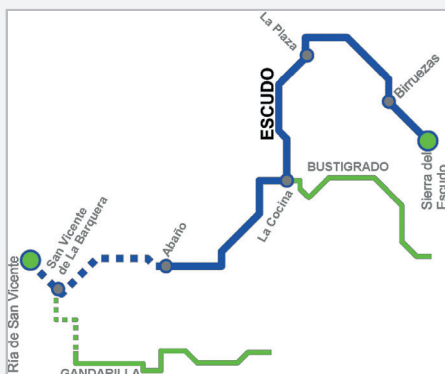 La Plaza
Birruezas
ESCUDO
BUSTIGRADO
Sierra del
Escudo
La Cocina
Abaño
San Vicente
de La Barquera
Ría de San Vicente
GANDARILLA